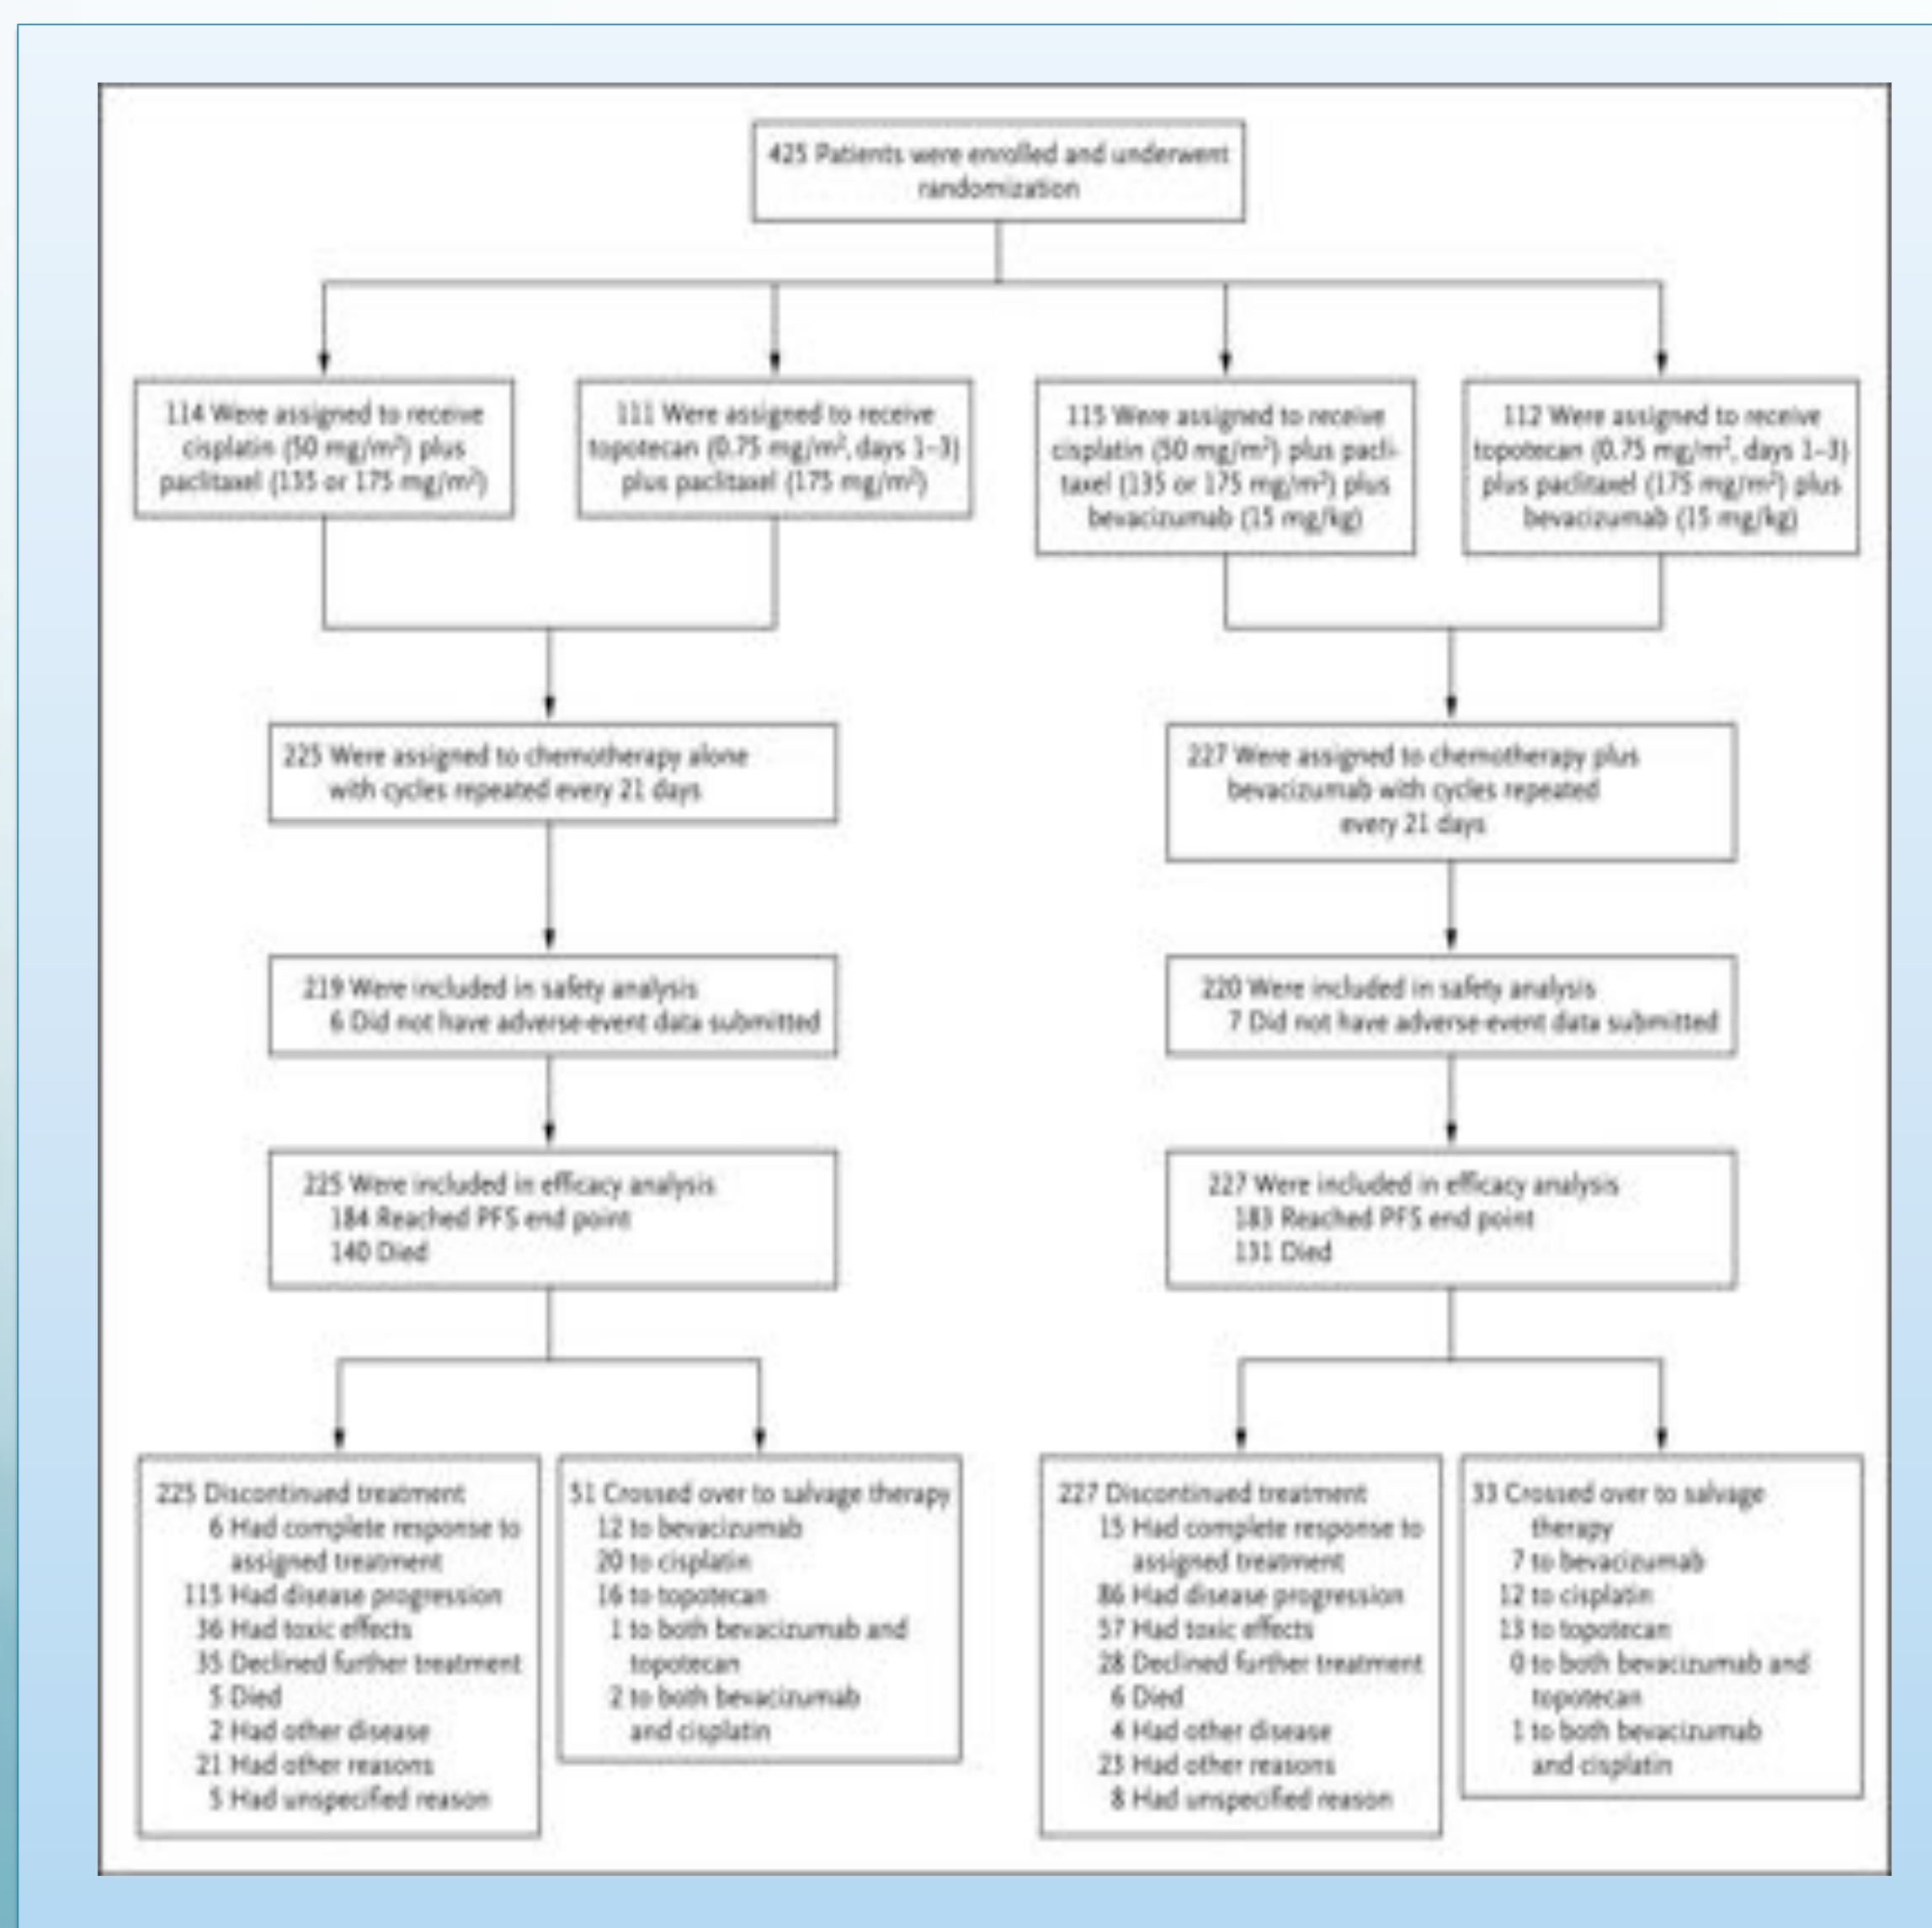 425 Patients were enrolled and underwent
randomization
114 Were assigned to receive
cisplatin (50 mg/m²) plus
paclitaxel (135 or 175 mg/m²)
111 Were assigned to receive
topotecan (0.75 mg/m², days 1–3)
plus paclitaxel (175 mg/m²)
115 Were assigned to receive
cisplatin (50 mg/m²) plus pacli-
taxel (135 or 175 mg/m²) plus
bevacizumab (15 mg/kg)
112 Were assigned to receive
topotecan (0.75 mg/m², days 1–3)
plus paclitaxel (175 mg/m²) plus
bevacizumab (15 mg/kg)
225 Were assigned to chemotherapy alone
with cycles repeated every 21 days
227 Were assigned to chemotherapy plus
bevacizumab with cycles repeated
every 21 days
219 Were included in safety analysis
6 Did not have adverse-event data submitted
220 Were included in safety analysis
7 Did not have adverse-event data submitted
225 Were included in efficacy analysis
184 Reached PFS end point
140 Died
227 Were included in efficacy analysis
183 Reached PFS end point
131 Died
225 Discontinued treatment
6 Had complete response to
assigned treatment
115 Had disease progression
36 Had toxic effects
35 Declined further treatment
5 Died
2 Had other disease
21 Had other reasons
5 Had unspecified reason
51 Crossed over to salvage therapy
12 to bevacizumab
20 to cisplatin
16 to topotecan
1 to both bevacizumab and
topotecan
2 to both bevacizumab
and cisplatin
227 Discontinued treatment
15 Had complete response to
assigned treatment
86 Had disease progression
57 Had toxic effects
28 Declined further treatment
6 Died
4 Had other disease
23 Had other reasons
8 Had unspecified reason
33 Crossed over to salvage
therapy
7 to bevacizumab
12 to cisplatin
13 to topotecan
0 to both bevacizumab and
topotecan
1 to both bevacizumab
and cisplatin